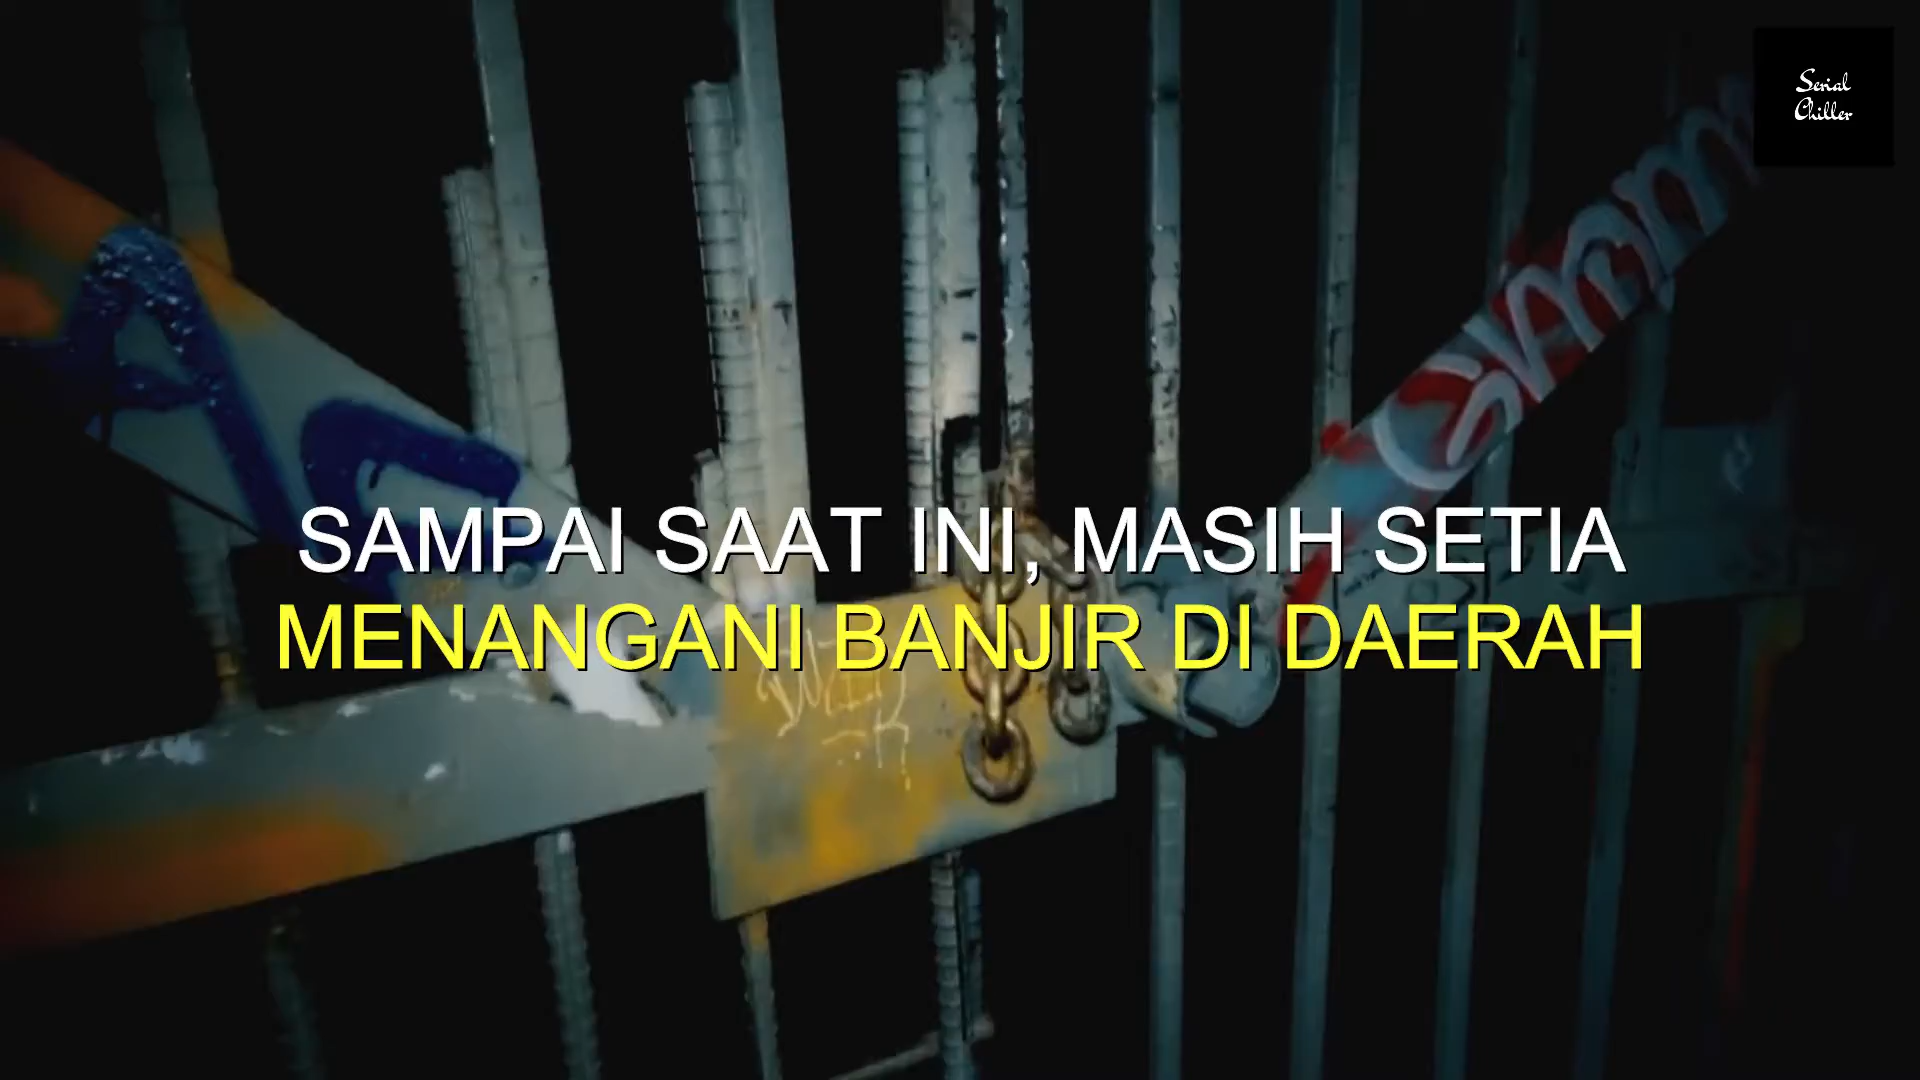 Serial
Chiller
SAMPAI SAAT INI, MASIH SETIA
MENANGANI BANJIR DI DAERAH